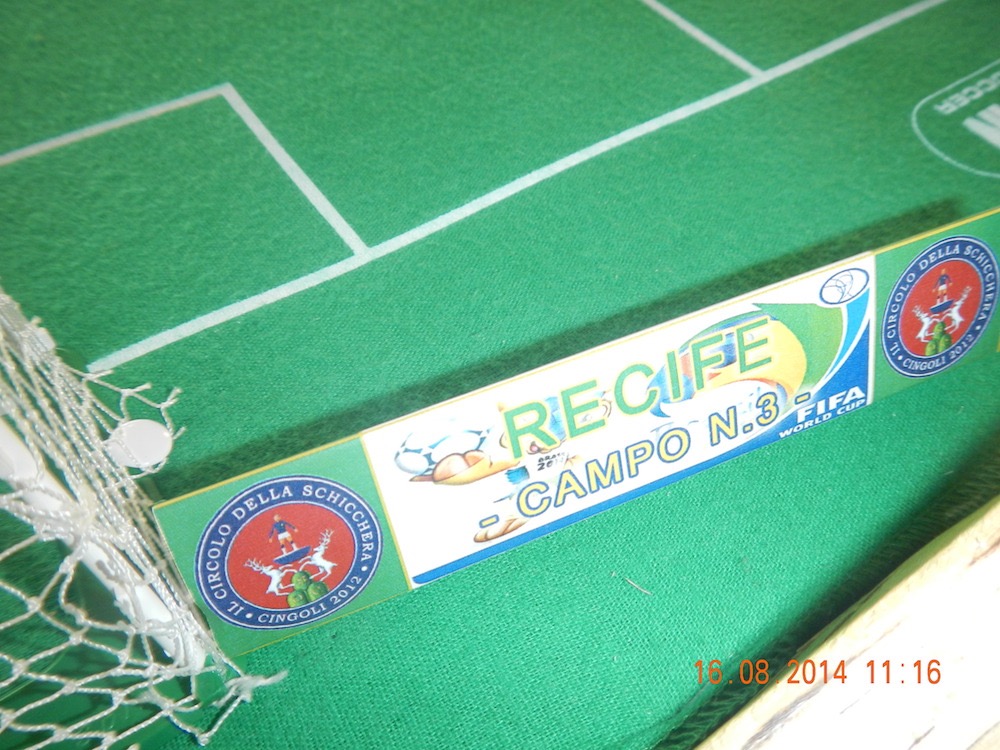 SOCCER
RECIFE
- CAMPO N.3 -
FIFA
WORLD CUP
IL CIRCOLO DELLA SCHICCHERA
• CINGOLI 2012 •
IL CIRCOLO DELLA SCHICCHERA
• CINGOLI 2012 •
16.08.2014 11:16